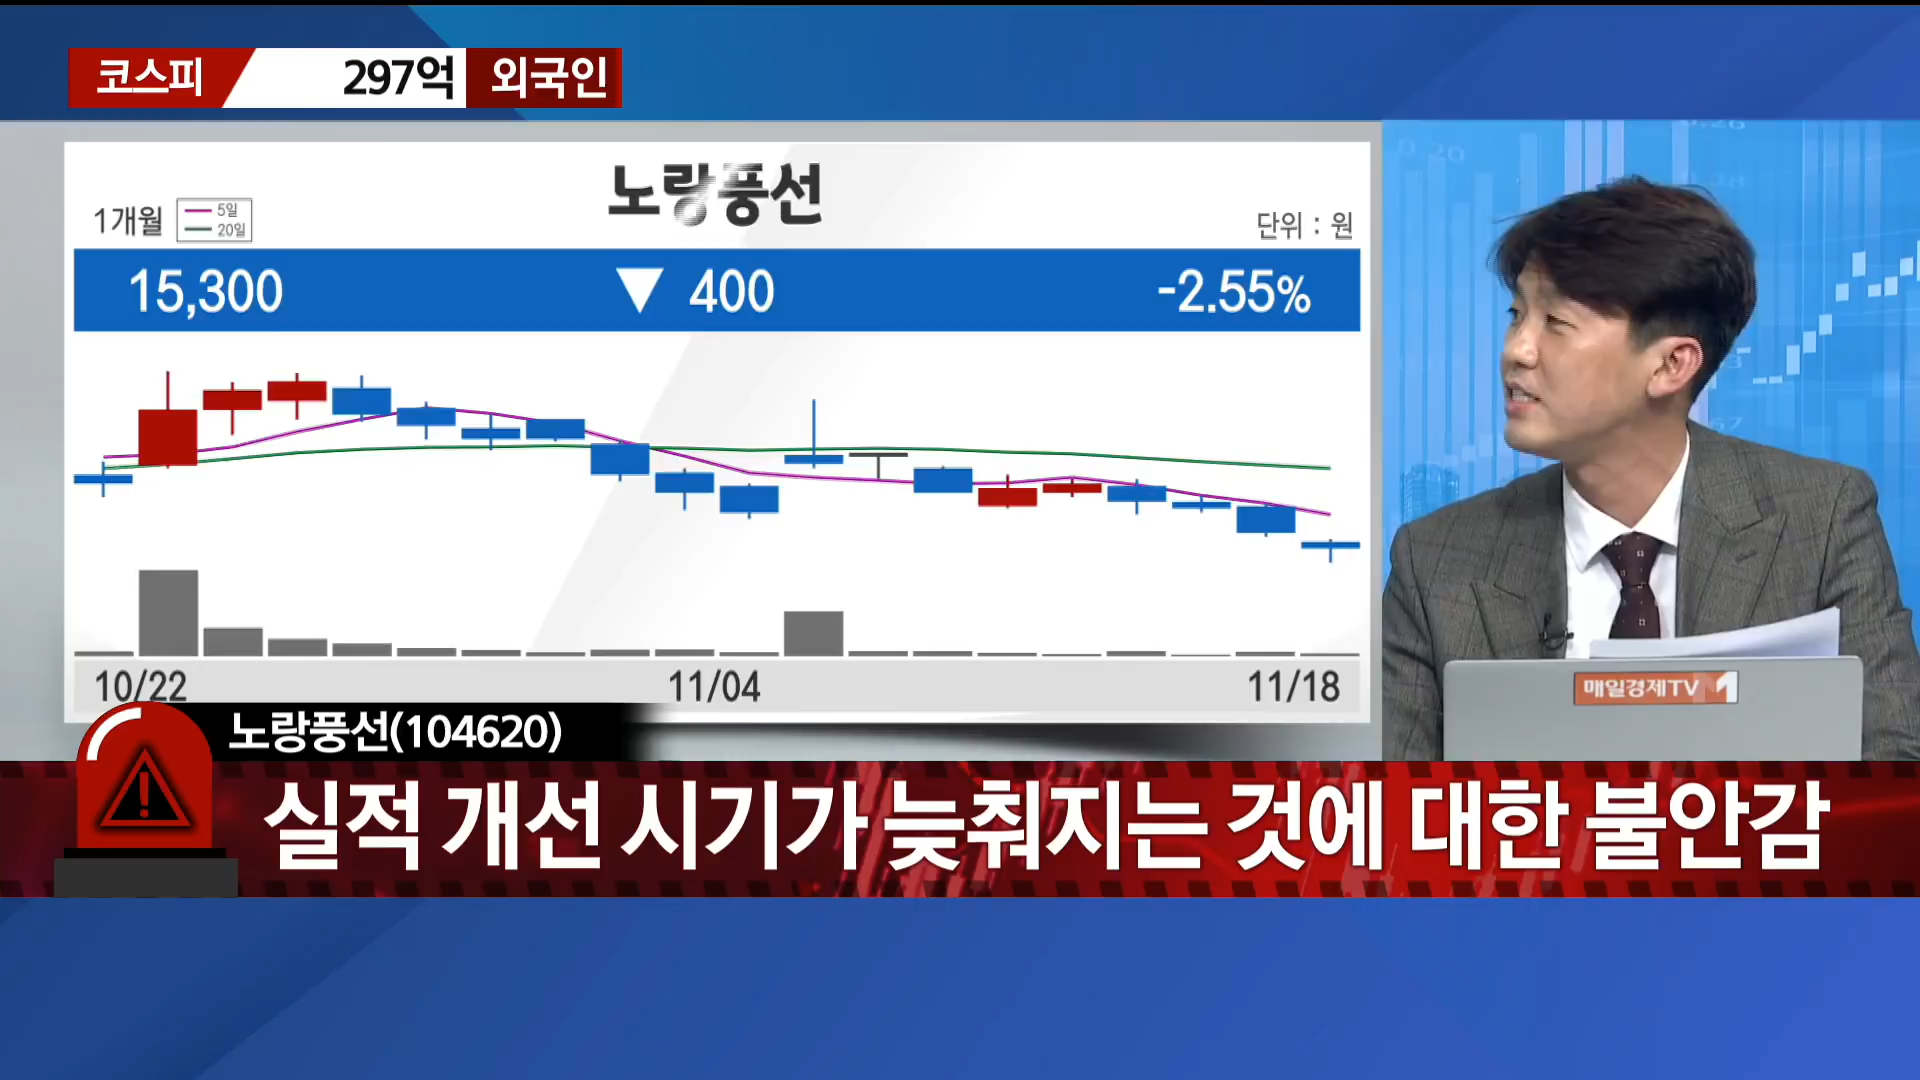 코스피 297억 외국인
노랑풍선
1개월 5일
20일
단위 : 원
15,300 ▼ 400 -2.55%
10/22 11/04 11/18
매일경제TV M
노랑풍선(104620)
실적 개선 시기가 늦춰지는 것에 대한 불안감